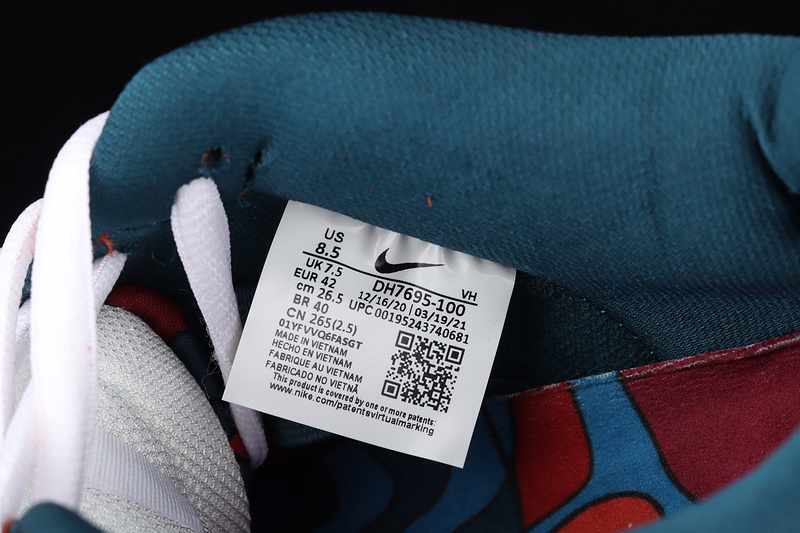 US
8.5
UK 7.5
EUR 42
cm 26.5
BR 40
CN 265(2.5)
01YFVVQ6FASGT
MADE IN VIETNAM
HECHO EN VIETNAM
FABRIQUE AU VIETNAM
FABRICADO NO VIETNÃ
VH
DH7695-100
12/16/20 | 03/19/21
UPC 00195243740681
This product is covered by one or more patents:
www.nike.com/patentsvirtualmarking